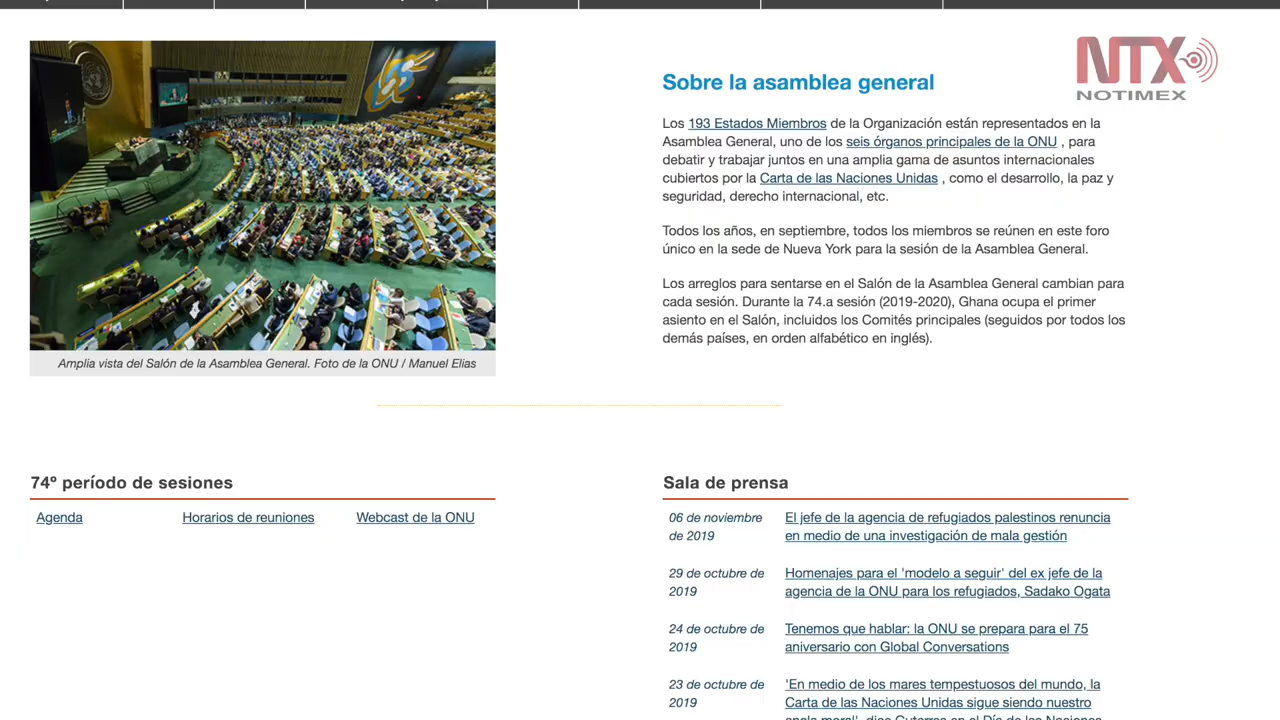 NTX
NOTIMEX
Sobre la asamblea general
Los 193 Estados Miembros de la Organización están representados en la
Asamblea General, uno de los seis órganos principales de la ONU , para
debatir y trabajar juntos en una amplia gama de asuntos internacionales
cubiertos por la Carta de las Naciones Unidas , como el desarrollo, la paz y
seguridad, derecho internacional, etc.
Todos los años, en septiembre, todos los miembros se reúnen en este foro
único en la sede de Nueva York para la sesión de la Asamblea General.
Los arreglos para sentarse en el Salón de la Asamblea General cambian para
cada sesión. Durante la 74.a sesión (2019-2020), Ghana ocupa el primer
asiento en el Salón, incluidos los Comités principales (seguidos por todos los
demás países, en orden alfabético en inglés).
Amplia vista del Salón de la Asamblea General. Foto de la ONU / Manuel Elias
74º período de sesiones
Agenda Horarios de reuniones Webcast de la ONU
Sala de prensa
06 de noviembre
de 2019
El jefe de la agencia de refugiados palestinos renuncia
en medio de una investigación de mala gestión
29 de octubre de
2019
Homenajes para el 'modelo a seguir' del ex jefe de la
agencia de la ONU para los refugiados, Sadako Ogata
24 de octubre de
2019
Tenemos que hablar: la ONU se prepara para el 75
aniversario con Global Conversations
23 de octubre de
2019
'En medio de los mares tempestuosos del mundo, la
Carta de las Naciones Unidas sigue siendo nuestro